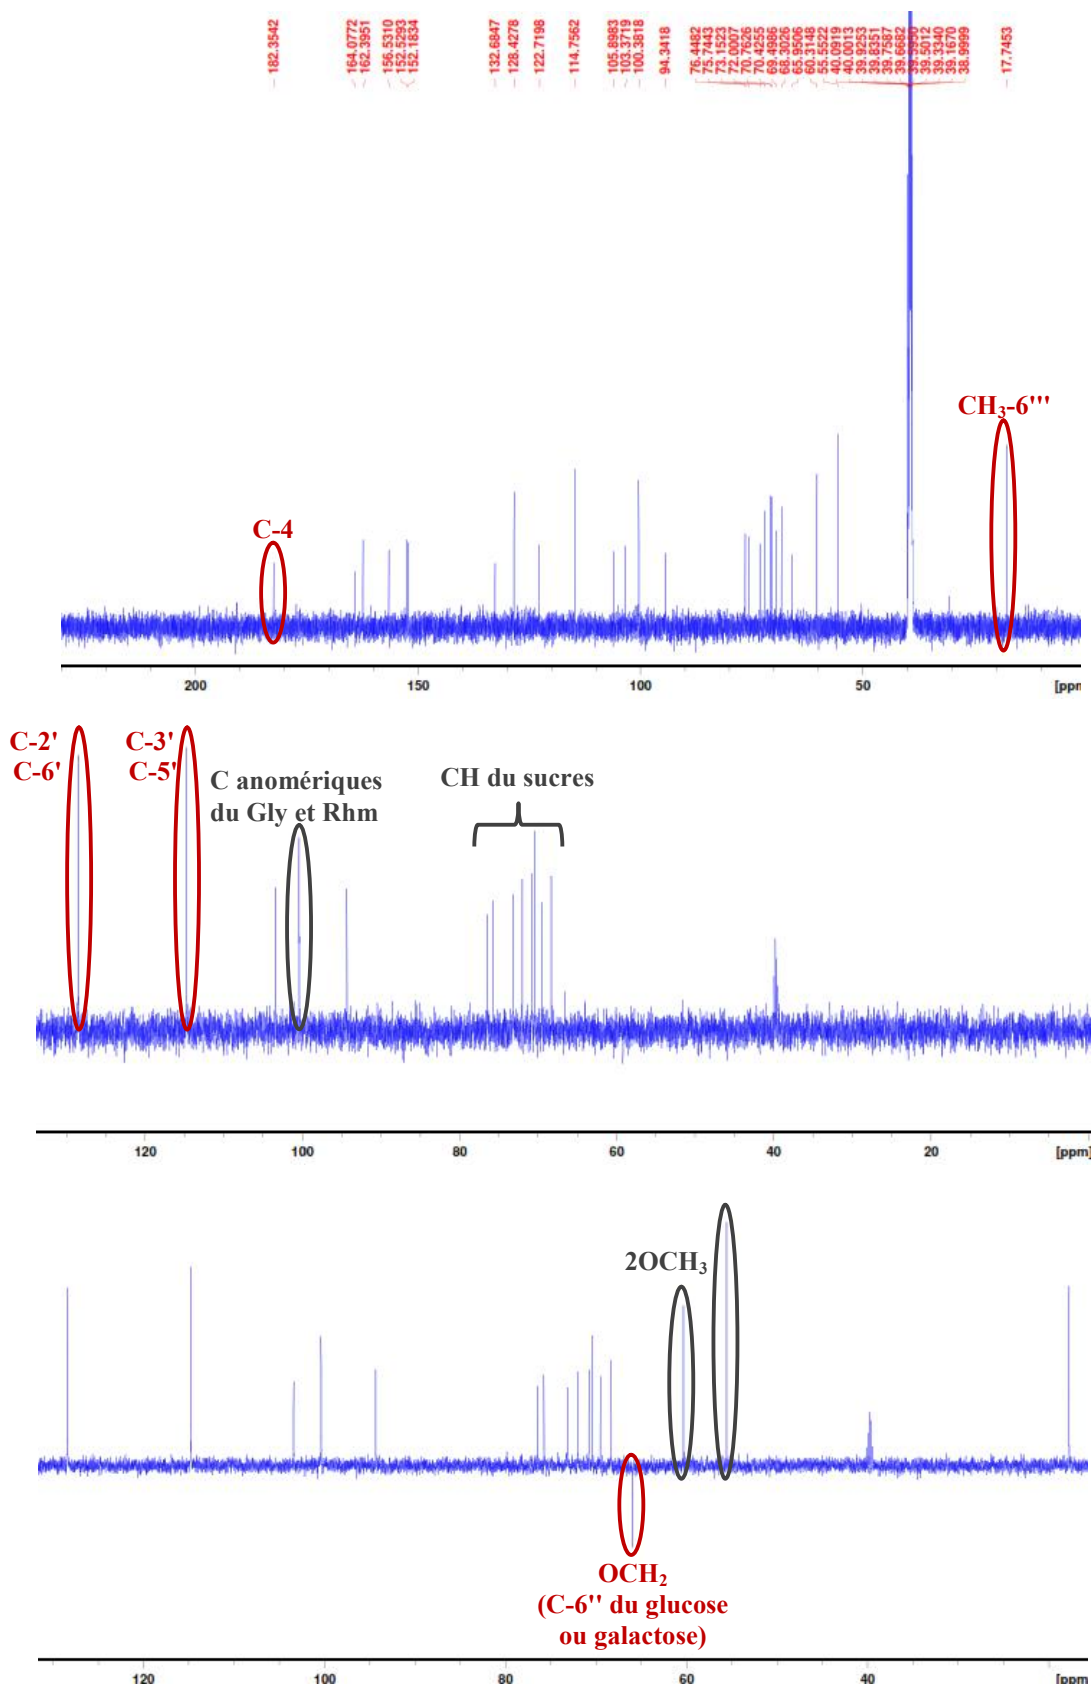 182.3542
164.0772
162.3951
156.5310
152.5293
152.1834
132.6847
128.4278
122.7198
114.7562
105.8983
103.3719
100.3818
94.3418
76.4482
75.7443
73.1523
72.0007
70.7626
70.4255
69.4986
68.3026
65.9506
60.3148
55.5522
40.0919
40.0013
39.9253
39.8351
39.7587
39.6682
39.5950
39.5012
39.3340
39.1670
38.9999
17.7453
CH₃-6'''
C-4
200 150 100 50 [ppm
C-2' C-3'
C-6' C-5'
C anomériques
du Gly et Rhm
CH du sucres
120 100 80 60 40 20 [ppm]
2OCH₃
OCH₂
(C-6'' du glucose
ou galactose)
120 100 80 60 40 [ppm